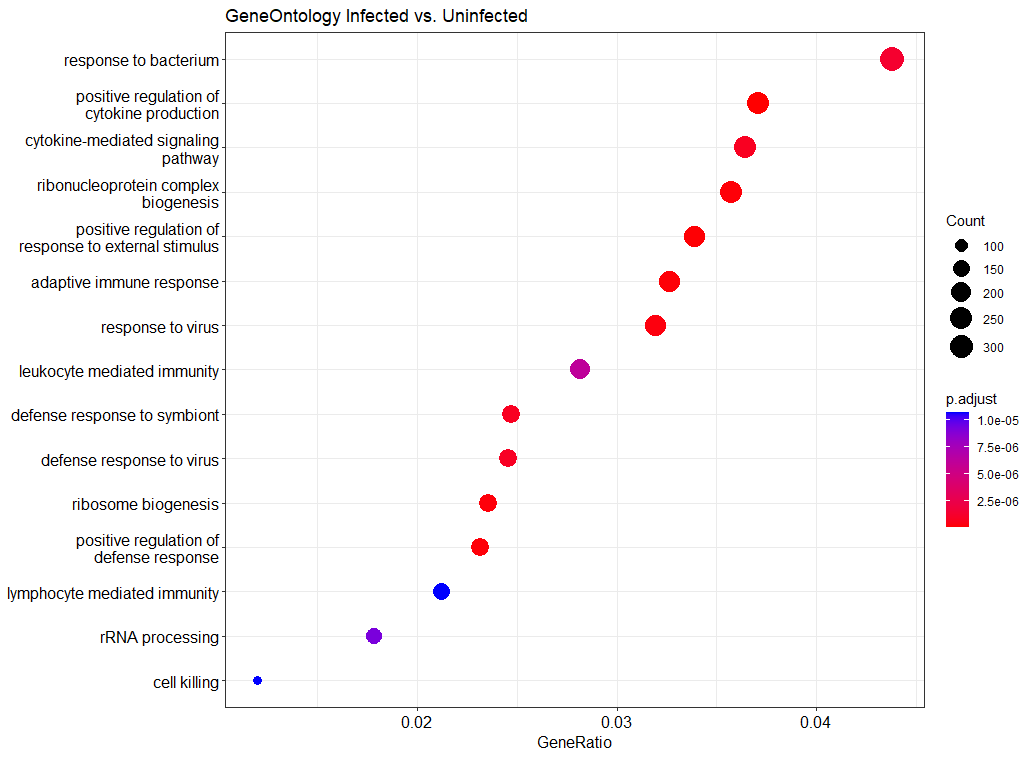 GeneOntology Infected vs. Uninfected
response to bacterium
positive regulation of
cytokine production
cytokine-mediated signaling
pathway
ribonucleoprotein complex
biogenesis
positive regulation of
response to external stimulus
adaptive immune response
response to virus
leukocyte mediated immunity
defense response to symbiont
defense response to virus
ribosome biogenesis
positive regulation of
defense response
lymphocyte mediated immunity
rRNA processing
cell killing
0.02
0.03
0.04
GeneRatio
Count
100
150
200
250
300
p.adjust
1.0e-05
7.5e-06
5.0e-06
2.5e-06